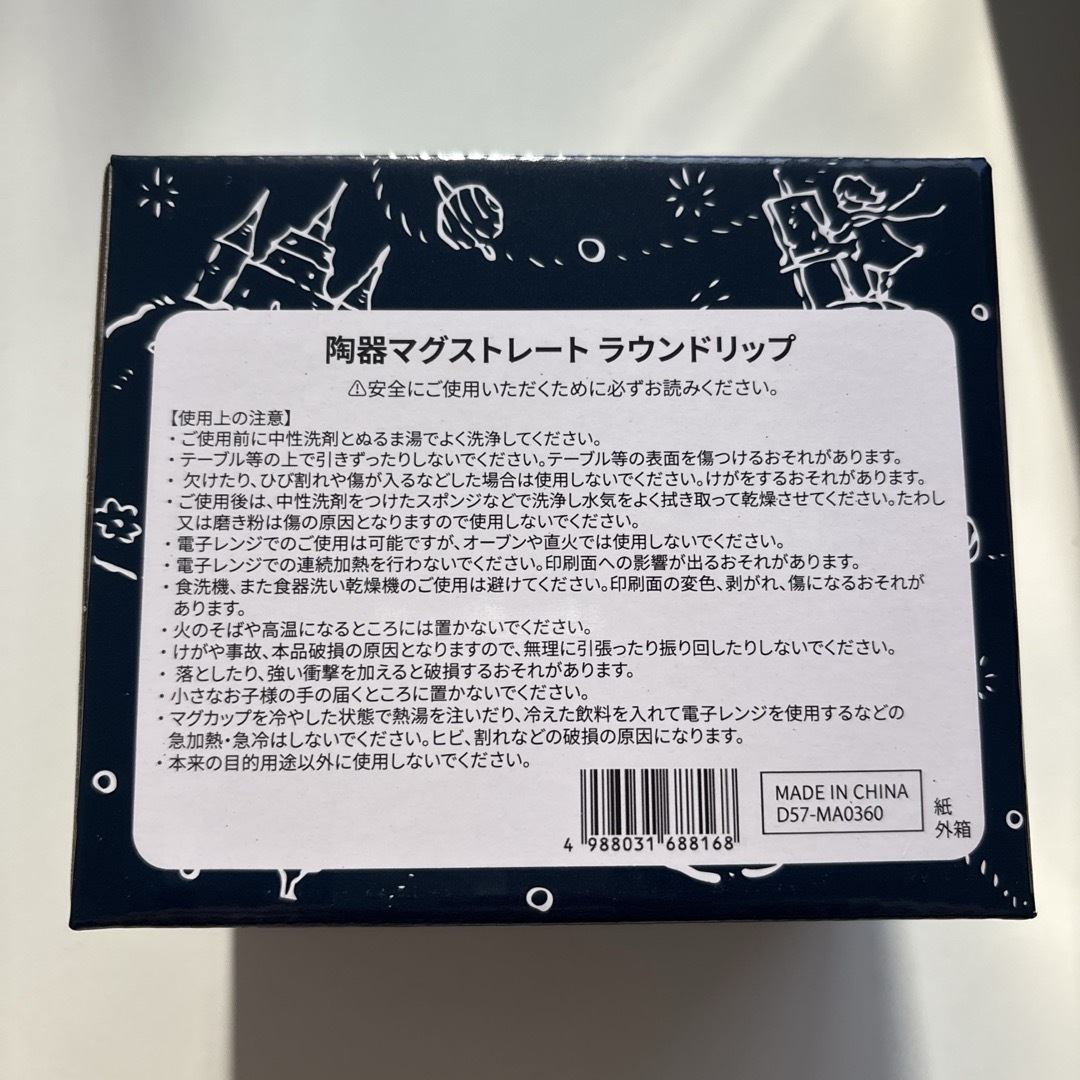 陶器マグストレート ラウンドリップ
⚠安全にご使用いただくために必ずお読みください。
【使用上の注意】
・ご使用前に中性洗剤とぬるま湯でよく洗浄してください。
・テーブル等の上で引きずったりしないでください。テーブル等の表面を傷つけるおそれがあります。
・ 欠けたり、ひび割れや傷が入るなどした場合は使用しないでください。けがをするおそれがあります。
・ご使用後は、中性洗剤をつけたスポンジなどで洗浄し水気をよく拭き取って乾燥させてください。たわし
又は磨き粉は傷の原因となりますので使用しないでください。
・電子レンジでのご使用は可能ですが、オーブンや直火では使用しないでください。
・電子レンジでの連続加熱を行わないでください。印刷面への影響が出るおそれがあります。
・食洗機、また食器洗い乾燥機のご使用は避けてください。印刷面の変色、剥がれ、傷になるおそれが
あります。
・火のそばや高温になるところには置かないでください。
・けがや事故、本品破損の原因となりますので、無理に引張ったり振り回したりしないでください。
・ 落としたり、強い衝撃を加えると破損するおそれがあります。
・小さなお子様の手の届くところに置かないでください。
・マグカップを冷やした状態で熱湯を注いだり、冷えた飲料を入れて電子レンジを使用するなどの
急加熱・急冷はしないでください。ヒビ、割れなどの破損の原因になります。
・本来の目的用途以外に使用しないでください。
4 988031 688168
MADE IN CHINA
D57-MA0360
紙
外箱